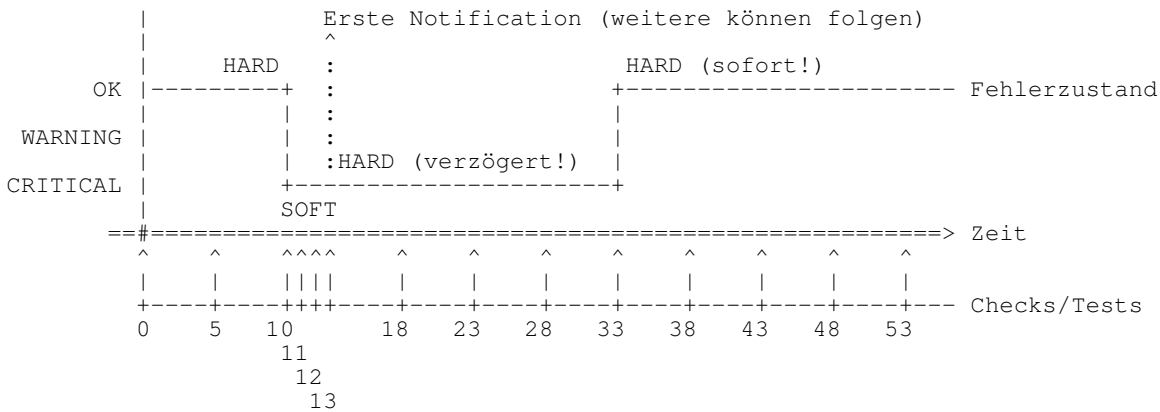 Erste Notification (weitere können folgen)
HARD HARD (sofort!)
OK Fehlerzustand
WARNING
HARD (verzögert!)
CRITICAL
SOFT
Zeit
Checks/Tests
0 5 10 18 23 28 33 38 43 48 53
11
12
13